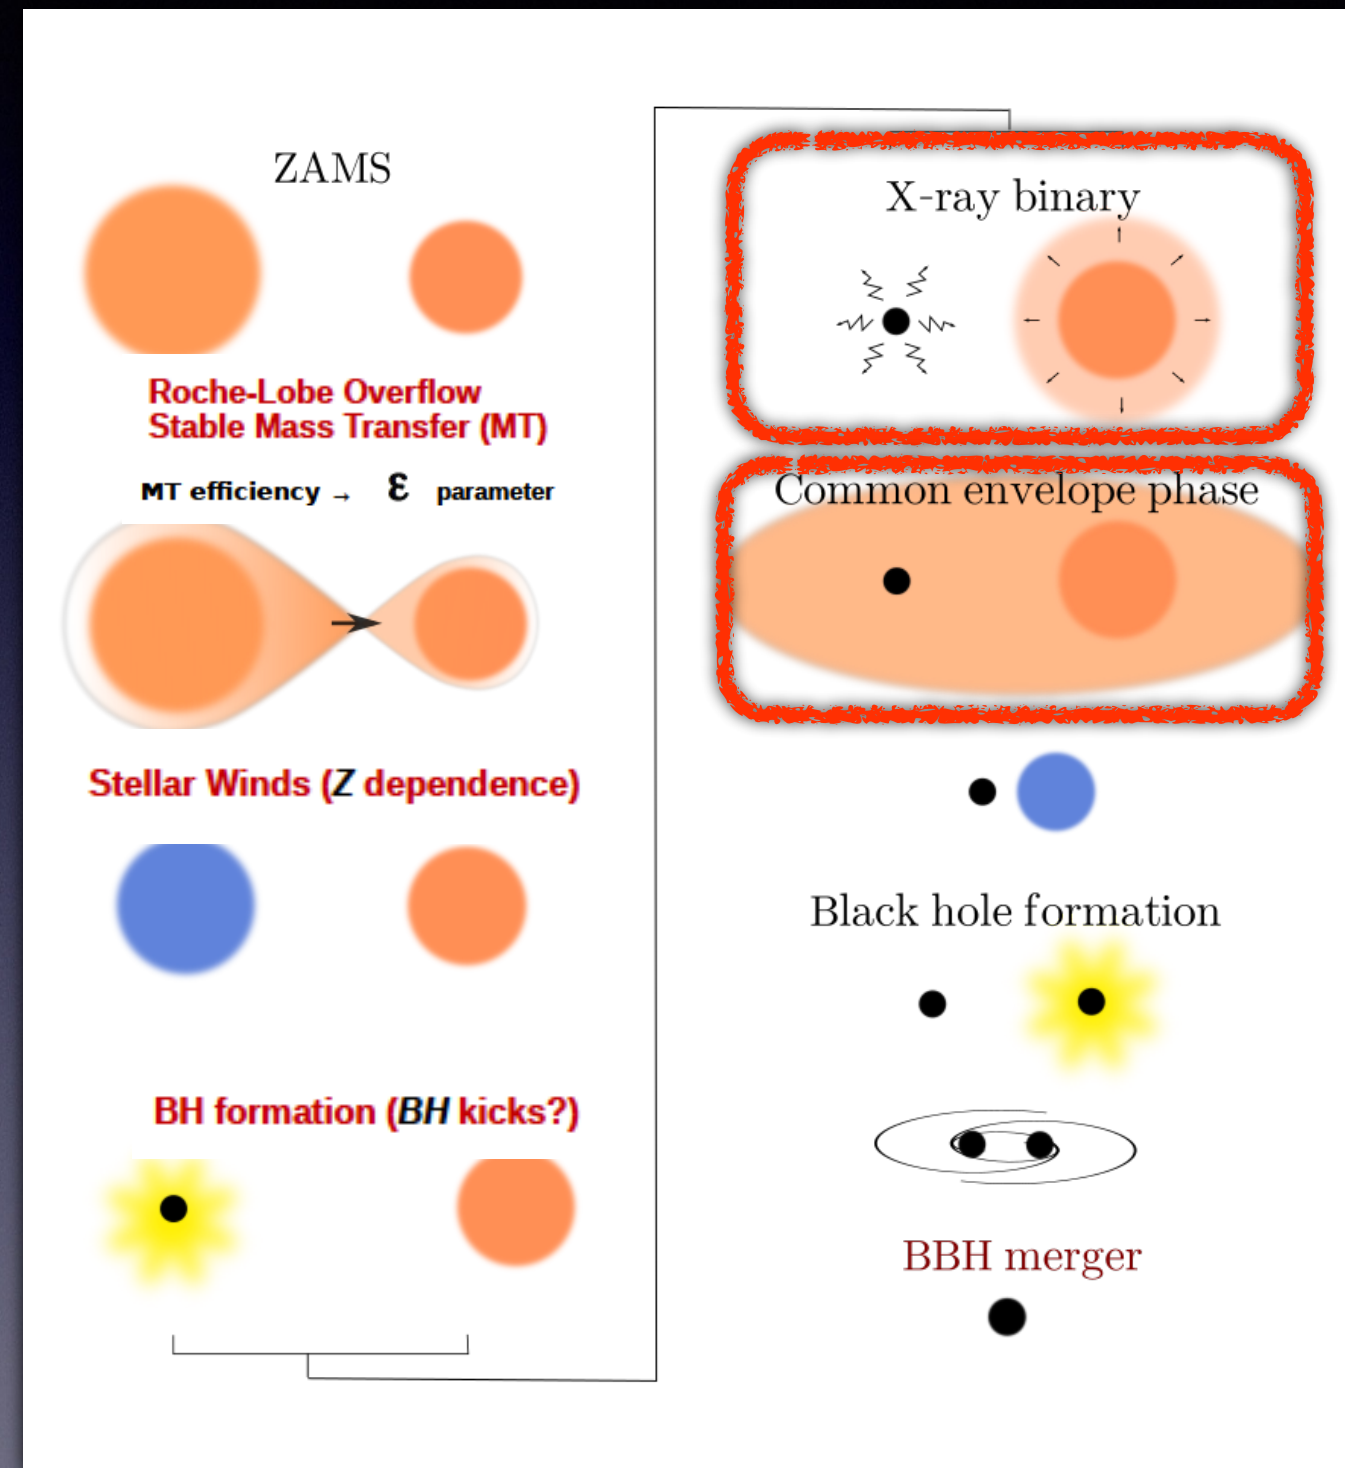 ZAMS
Roche-Lobe Overflow
Stable Mass Transfer (MT)
MT efficiency → ε parameter
Stellar Winds (Z dependence)
BH formation (BH kicks?)
X-ray binary
Common envelope phase
Black hole formation
BBH merger